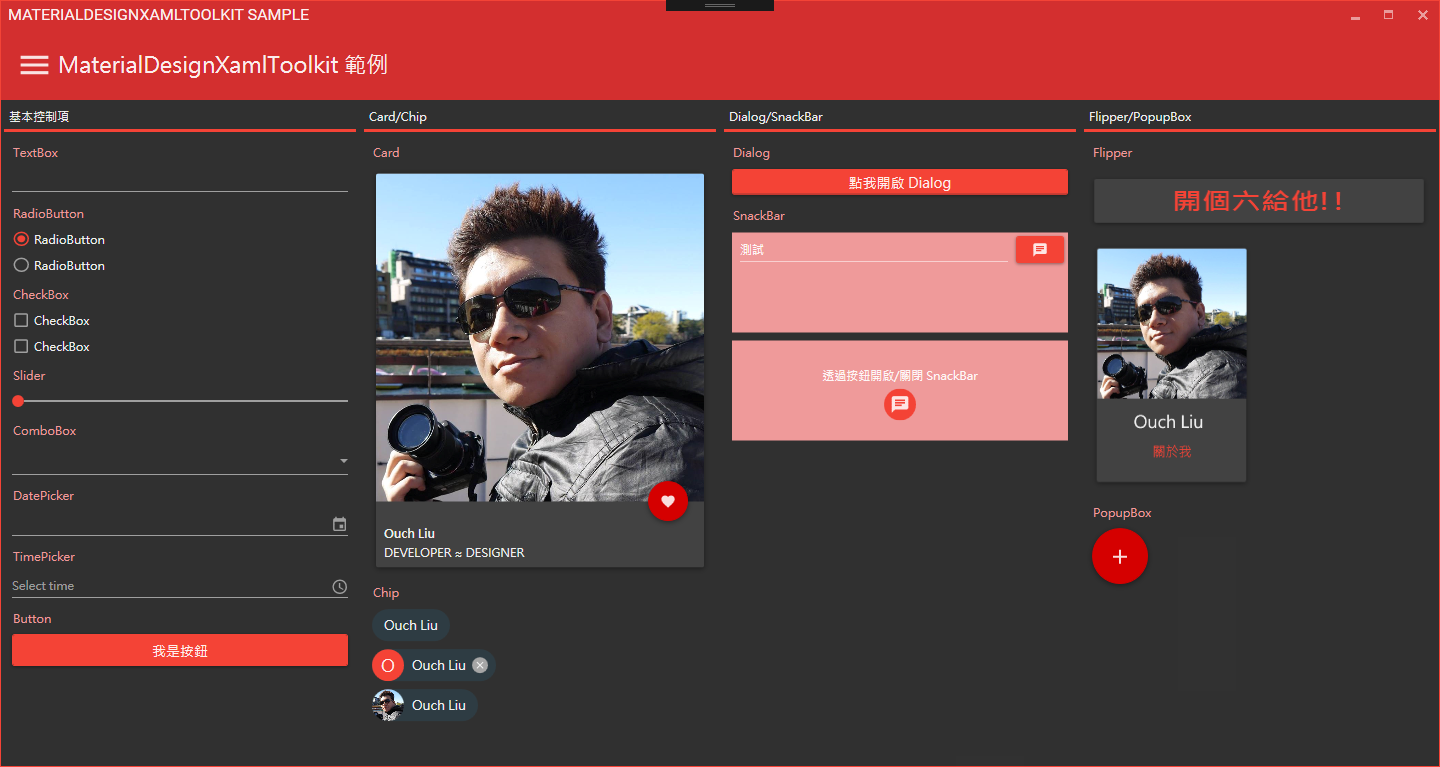 MATERIALDESIGNXAMLTOOLKIT SAMPLE
MaterialDesignXamlToolkit 範例
基本控制項
TextBox
RadioButton
RadioButton
RadioButton
CheckBox
CheckBox
CheckBox
Slider
ComboBox
DatePicker
TimePicker
Select time
Button
我是按鈕
Card/Chip
Card
Ouch Liu
DEVELOPER ≈ DESIGNER
Chip
Ouch Liu
O Ouch Liu
Ouch Liu
Dialog/SnackBar
Dialog
點我開啟 Dialog
SnackBar
測試
透過按鈕開啟/關閉 SnackBar
Flipper/PopupBox
Flipper
開個六給他!!
Ouch Liu
關於我
PopupBox